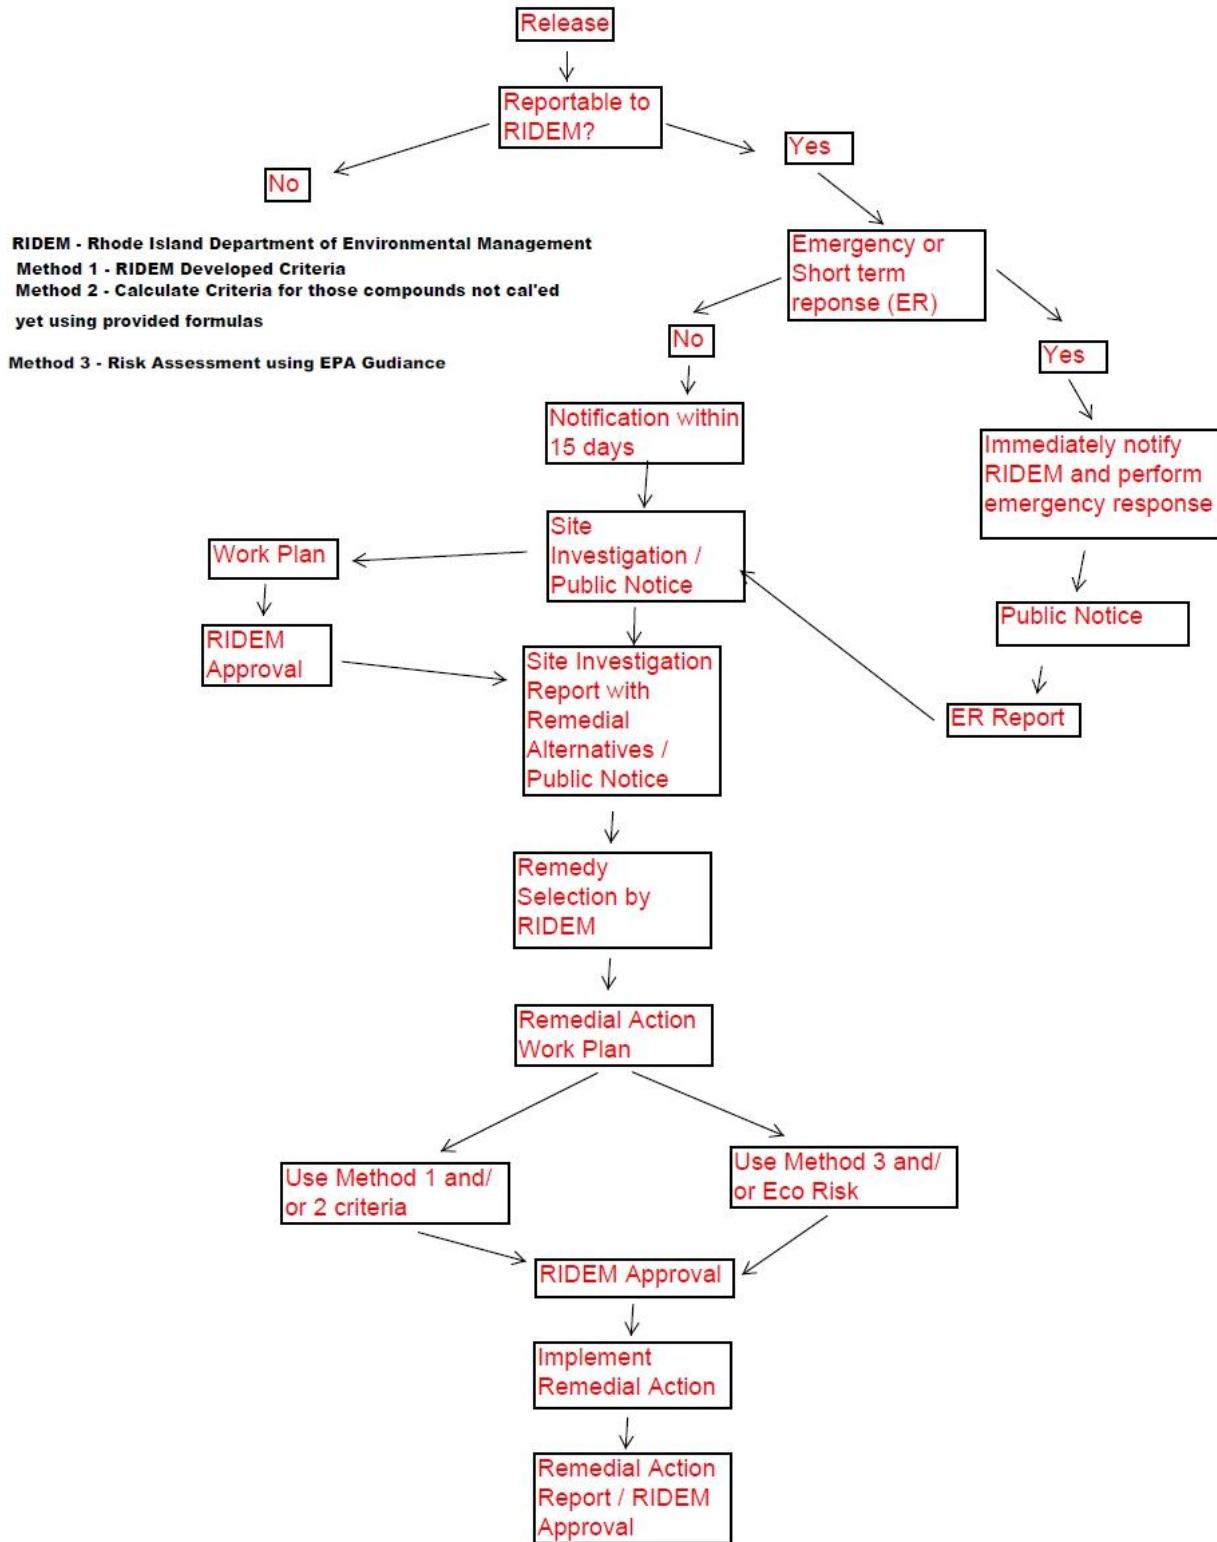 Release
Reportable to
RIDEM?
Yes
No
RIDEM - Rhode Island Department of Environmental Management
Method 1 - RIDEM Developed Criteria
Method 2 - Calculate Criteria for those compounds not cal'ed
yet using provided formulas
Method 3 - Risk Assessment using EPA Gudiance
Emergency or
Short term
reponse (ER)
No
Yes
Notification within
15 days
Immediately notify
RIDEM and perform
emergency response
Site
Investigation /
Public Notice
Work Plan
RIDEM
Approval
Public Notice
ER Report
Site Investigation
Report with
Remedial
Alternatives /
Public Notice
Remedy
Selection by
RIDEM
Remedial Action
Work Plan
Use Method 1 and/
or 2 criteria
Use Method 3 and/
or Eco Risk
RIDEM Approval
Implement
Remedial Action
Remedial Action
Report / RIDEM
Approval